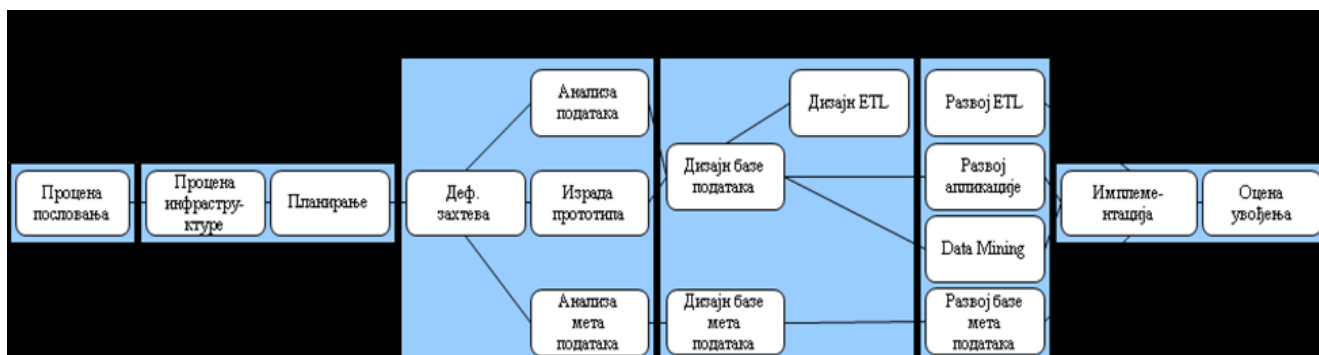 Процена
пословања
Процена
инфрастру-
ктуре
Планирање
Деф.
захтева
Анализа
података
Израда
прототипа
Анализа
мета
података
Дизајн базе
података
Дизајн ETL
Дизајн базе
мета
података
Развој ETL
Развој
апликације
Data Mining
Развој базе
мета
података
Имплеме-
нтација
Оцена
увођења